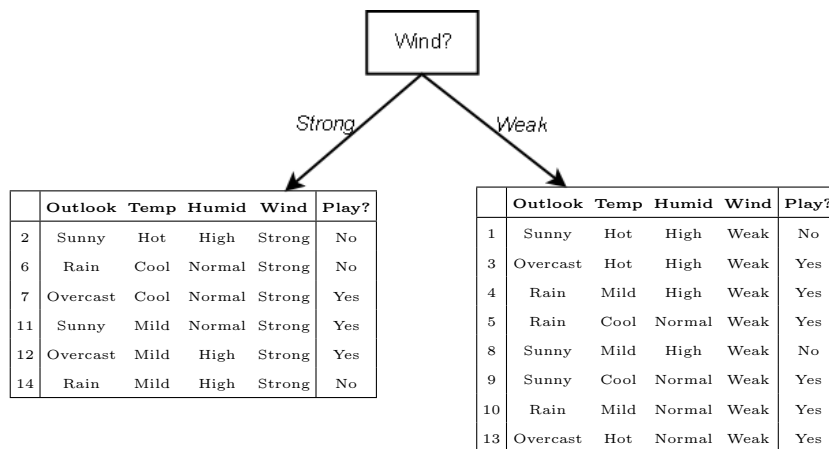 Wind?
Strong
Weak
Outlook Temp Humid Wind Play?
2 Sunny Hot High Strong No
6 Rain Cool Normal Strong No
7 Overcast Cool Normal Strong Yes
11 Sunny Mild Normal Strong Yes
12 Overcast Mild High Strong Yes
14 Rain Mild High Strong No
Outlook Temp Humid Wind Play?
1 Sunny Hot High Weak No
3 Overcast Hot High Weak Yes
4 Rain Mild High Weak Yes
5 Rain Cool Normal Weak Yes
8 Sunny Mild High Weak No
9 Sunny Cool Normal Weak Yes
10 Rain Mild Normal Weak Yes
13 Overcast Hot Normal Weak Yes